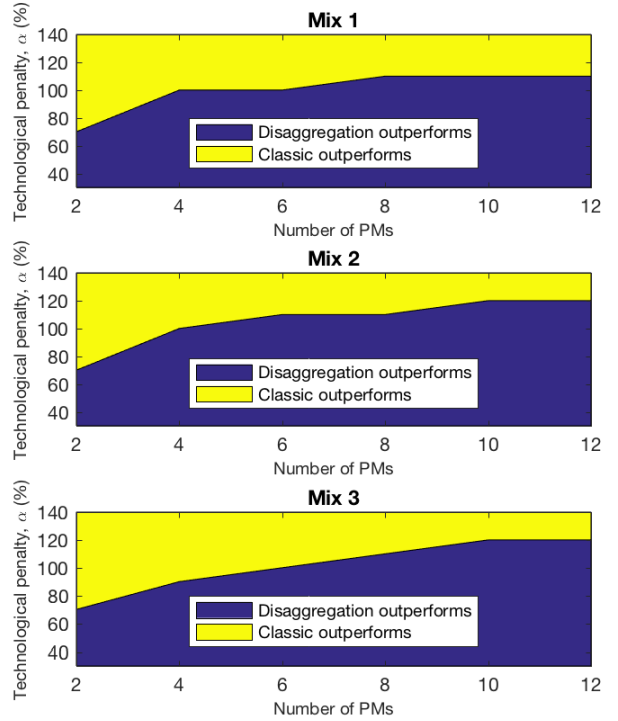 Mix 1
Technological penalty, α (%)
140
120
100
80
60
40
Disaggregation outperforms
Classic outperforms
2 4 6 8 10 12
Number of PMs
Mix 2
Technological penalty, α (%)
140
120
100
80
60
40
Disaggregation outperforms
Classic outperforms
2 4 6 8 10 12
Number of PMs
Mix 3
Technological penalty, α (%)
140
120
100
80
60
40
Disaggregation outperforms
Classic outperforms
2 4 6 8 10 12
Number of PMs